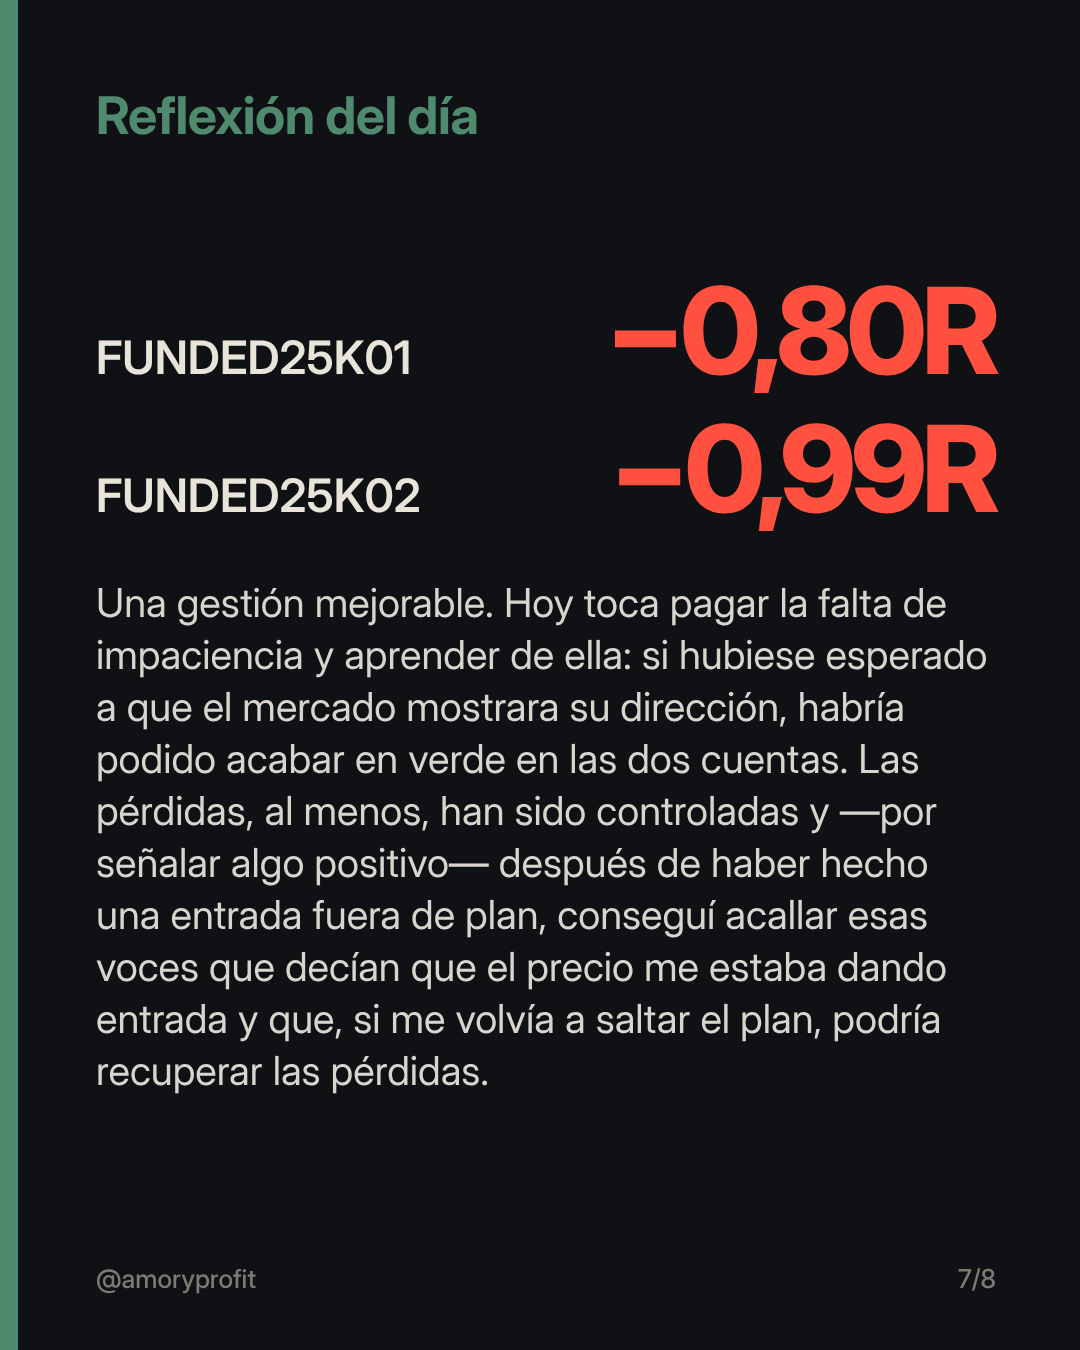 Reflexión del día
FUNDED25K01 −0,80R
FUNDED25K02 −0,99R
Una gestión mejorable. Hoy toca pagar la falta de
impaciencia y aprender de ella: si hubiese esperado
a que el mercado mostrara su dirección, habría
podido acabar en verde en las dos cuentas. Las
pérdidas, al menos, han sido controladas y —por
señalar algo positivo— después de haber hecho
una entrada fuera de plan, conseguí acallar esas
voces que decían que el precio me estaba dando
entrada y que, si me volvía a saltar el plan, podría
recuperar las pérdidas.
@amoryprofit 7/8